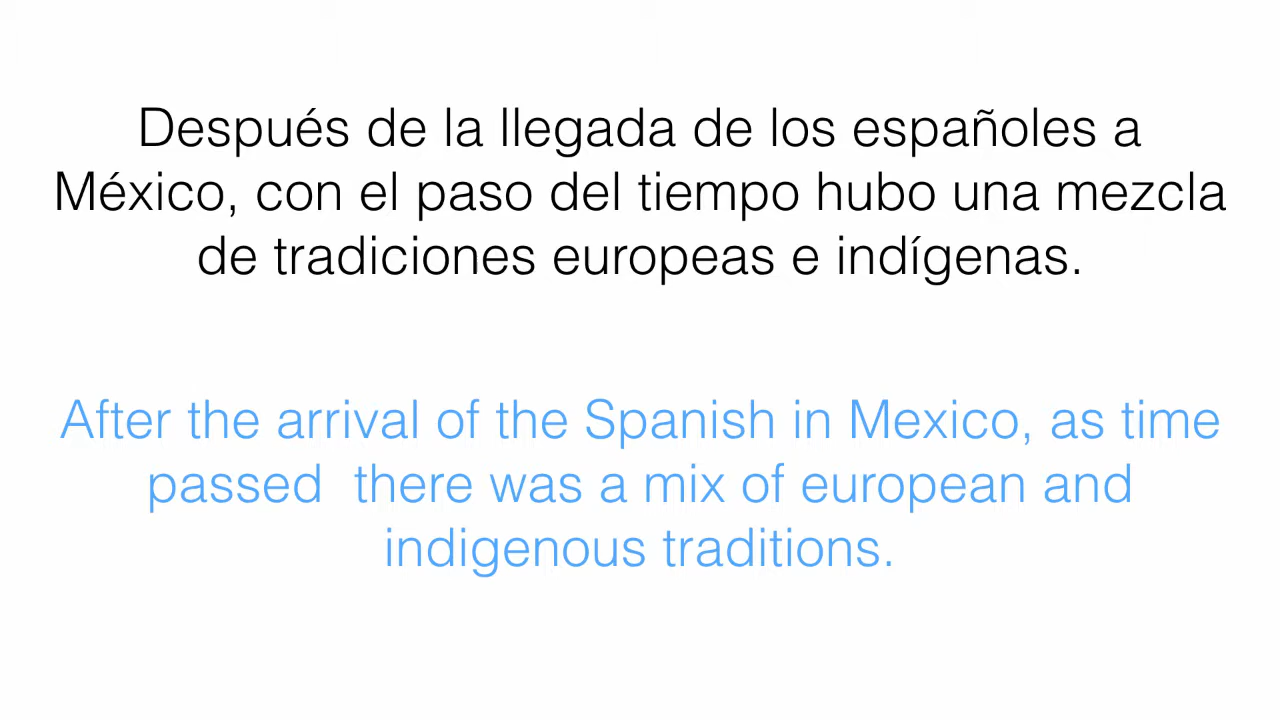 Después de la llegada de los españoles a
México, con el paso del tiempo hubo una mezcla
de tradiciones europeas e indígenas.
After the arrival of the Spanish in Mexico, as time
passed  there was a mix of european and
indigenous traditions.